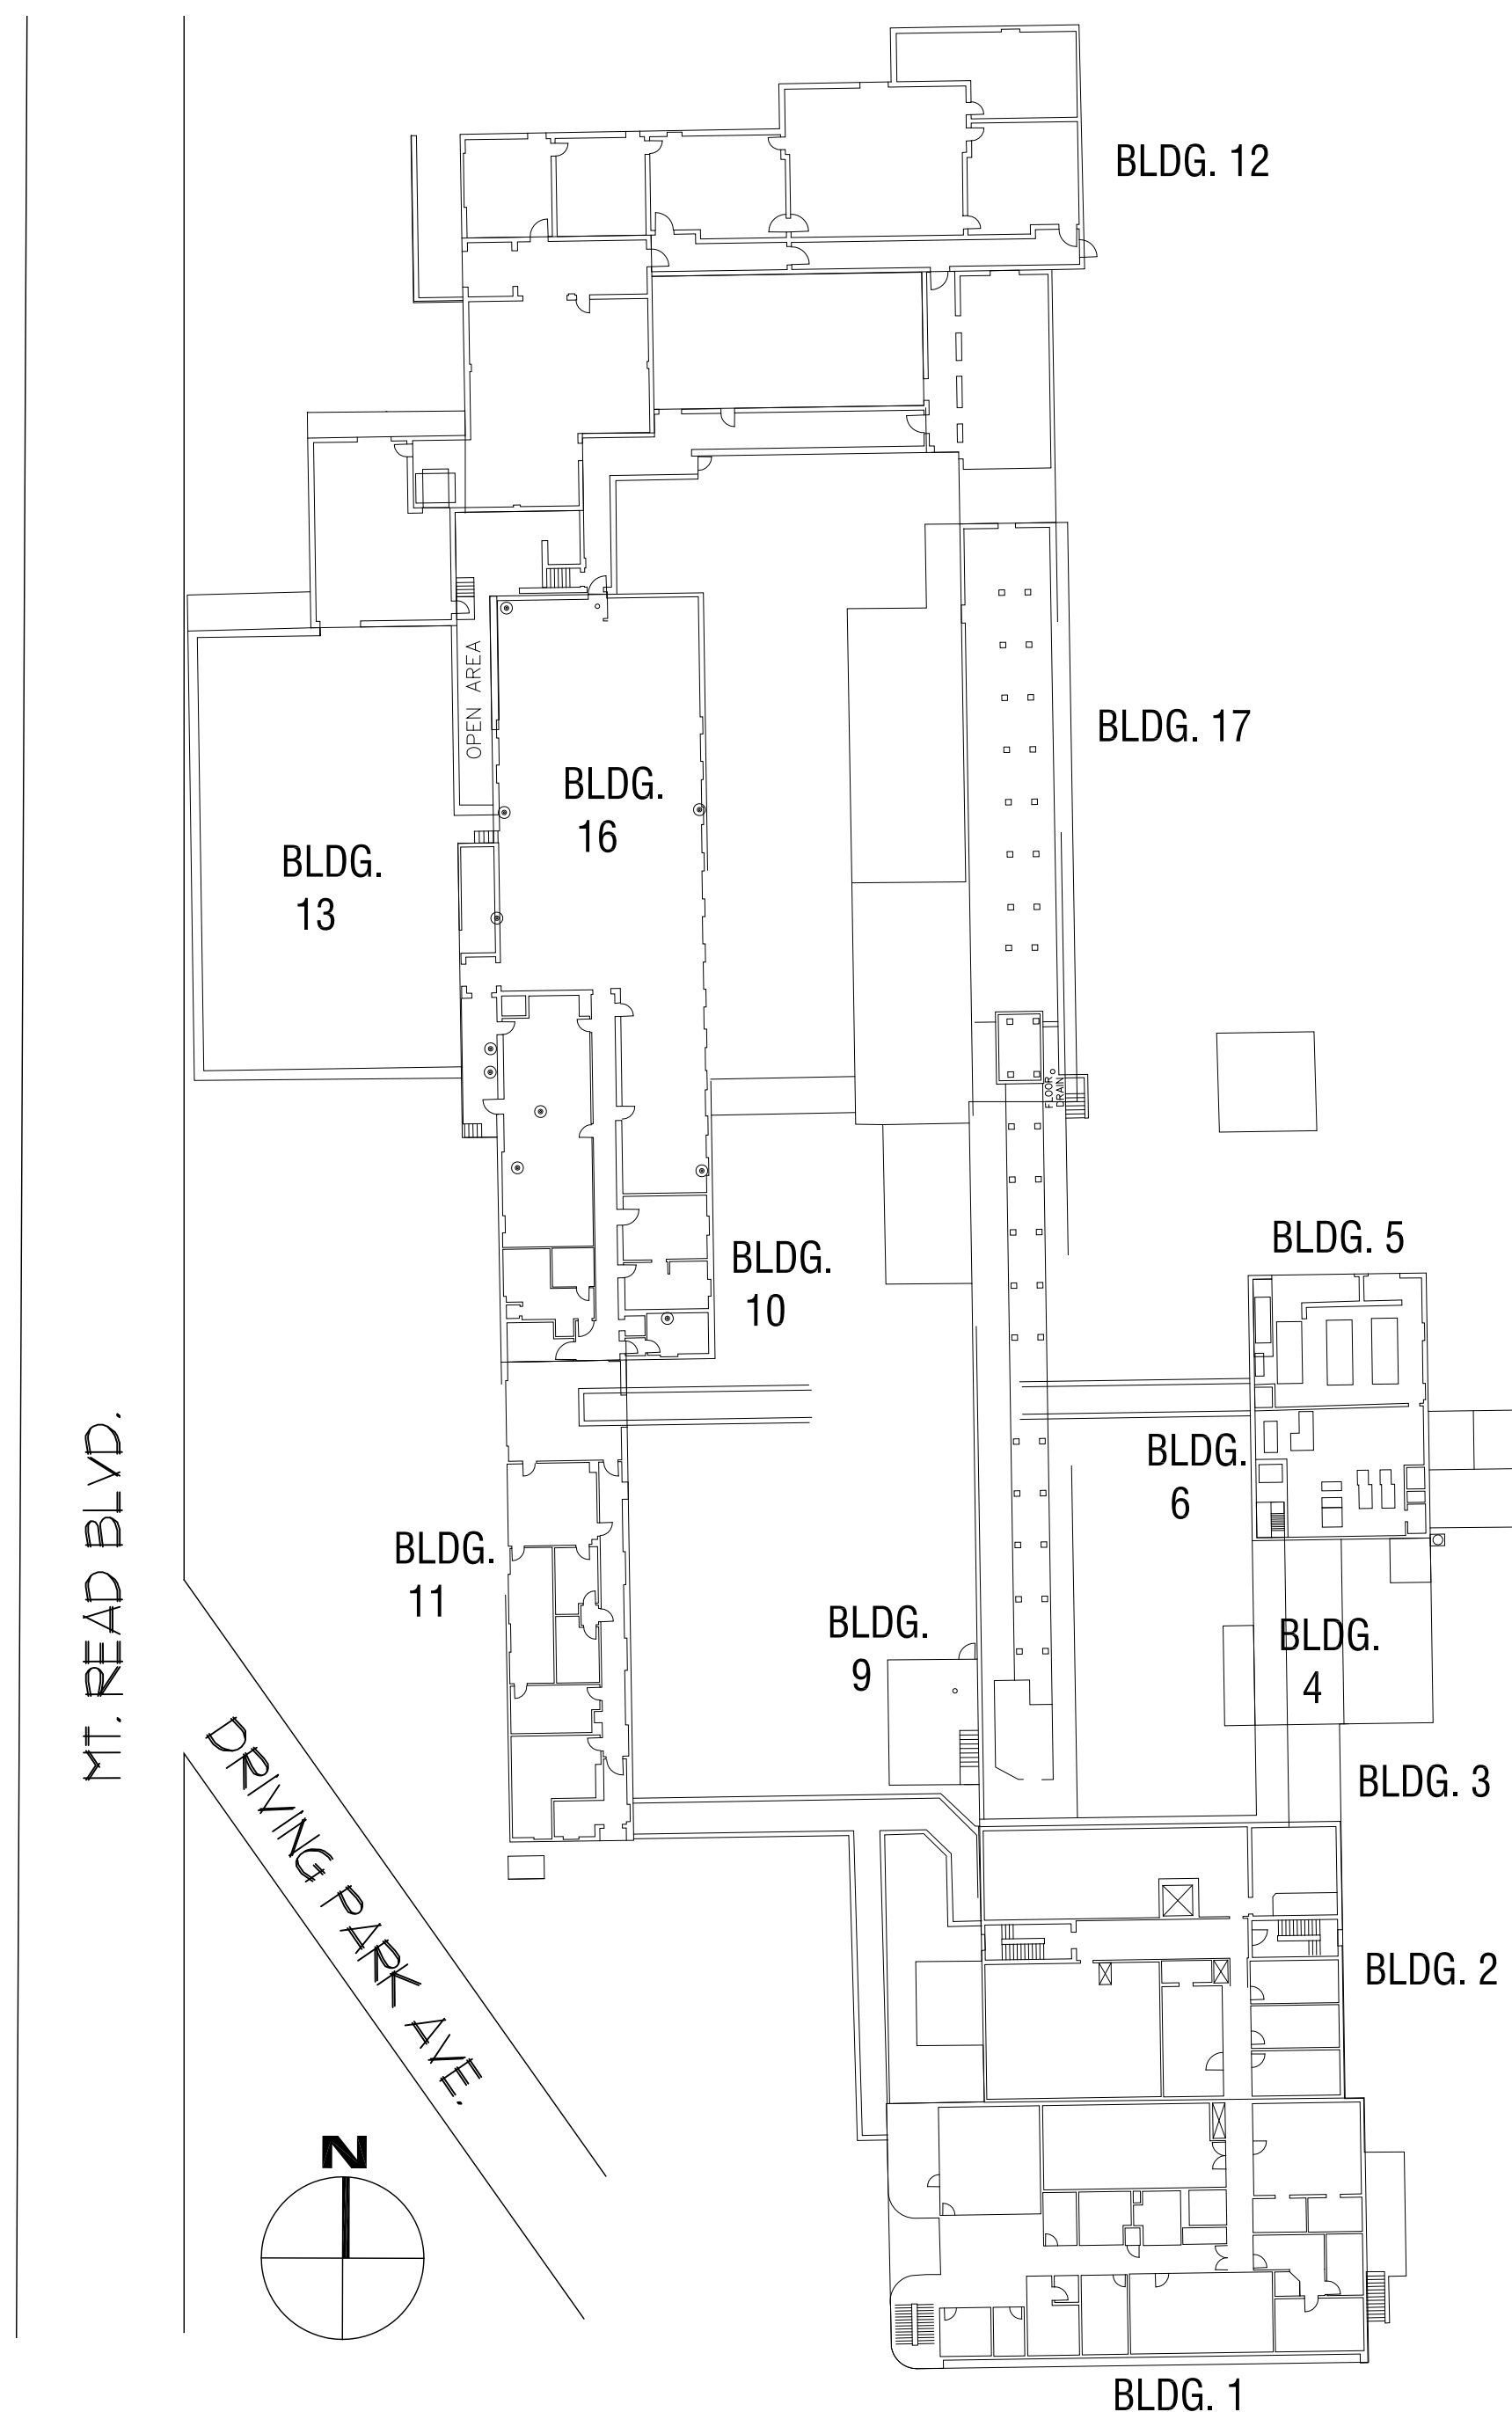 BLDG. 12
OPEN AREA
BLDG. 17
BLDG.
16
BLDG.
13
FLOOR
DRAIN
BLDG. 5
BLDG.
10
BLDG.
6
MT. READ BLVD.
BLDG.
11
BLDG.
9
BLDG.
4
DRIVING PARK AVE.
BLDG. 3
BLDG. 2
N
BLDG. 1